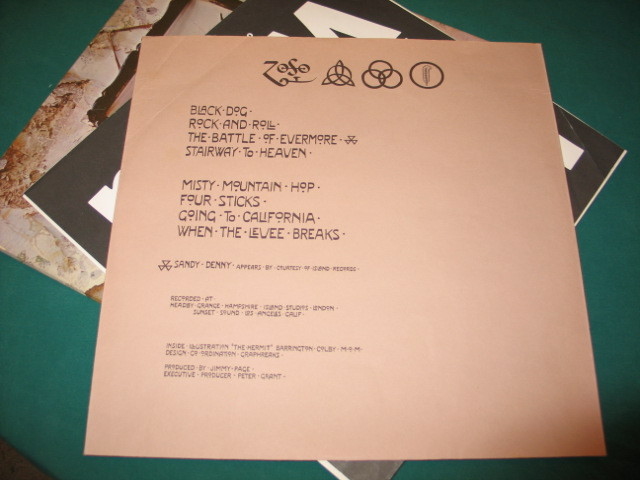 ZoSo
BLACK·DOG·
ROCK·AND·ROLL·
THE·BATTLE·OF·EVERMORE·
STAIRWAY·TO·HEAVEN·
MISTY·MOUNTAIN·HOP·
FOUR·STICKS·
GOING·TO·CALIFORNIA·
WHEN·THE·LEVEE·BREAKS·
SANDY·DENNY·APPEARS·BY·COURTESY·OF·ISLAND·RECORDS·
RECORDED·AT·
HEADLY·GRANGE·HAMPSHIRE·ISLAND·STUDIOS·LONDON·
SUNSET·SOUND·LOS·ANGELES·CALIF·
INSIDE·ILLUSTRATION·"THE·HERMIT"·BARRINGTON·COLBY·M·O·M·
DESIGN·CO-ORDINATION·GRAPHREAKS·
PRODUCED·BY·JIMMY·PAGE·
EXECUTIVE·PRODUCER·PETER·GRANT·